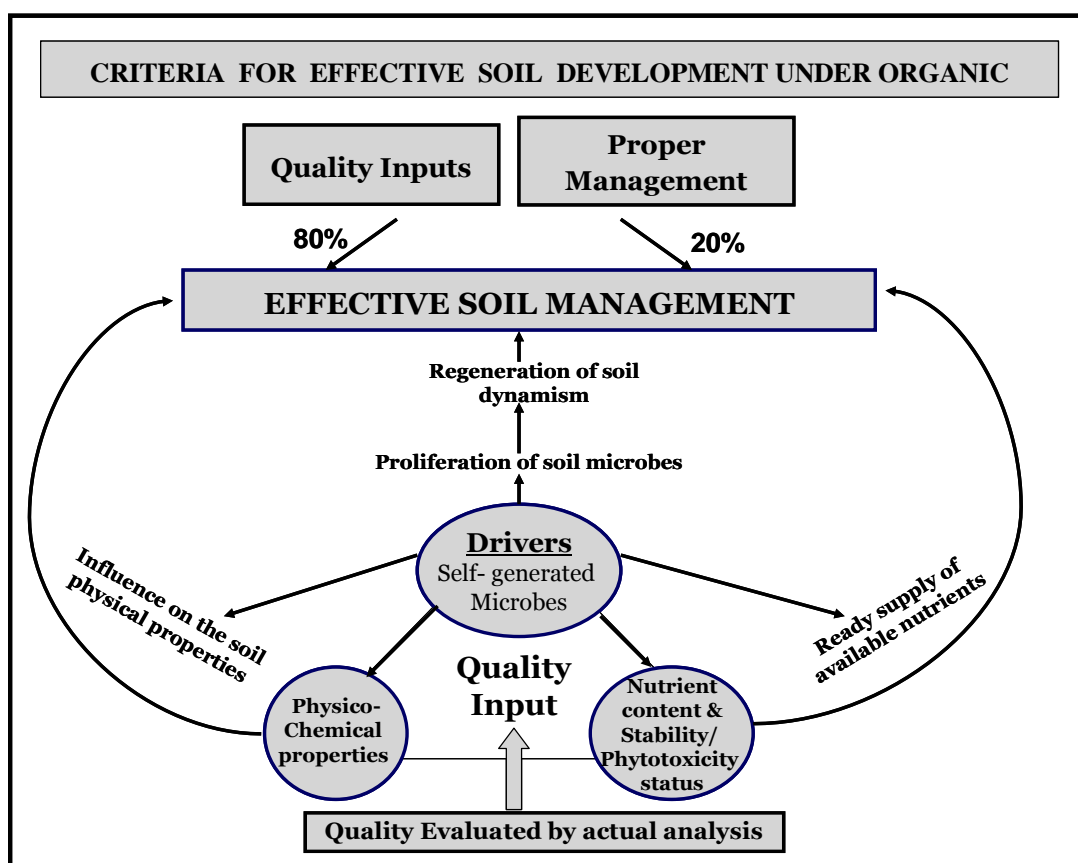 CRITERIA FOR EFFECTIVE SOIL DEVELOPMENT UNDER ORGANIC
Quality Inputs
Proper
Management
80%
20%
EFFECTIVE SOIL MANAGEMENT
Regeneration of soil
dynamism
Proliferation of soil microbes
Drivers
Self- generated
Microbes
Influence on the soil
physical properties
Ready supply of
available nutrients
Quality
Input
Physico-
Chemical
properties
Nutrient
content &
Stability/
Phytotoxicity
status
Quality Evaluated by actual analysis